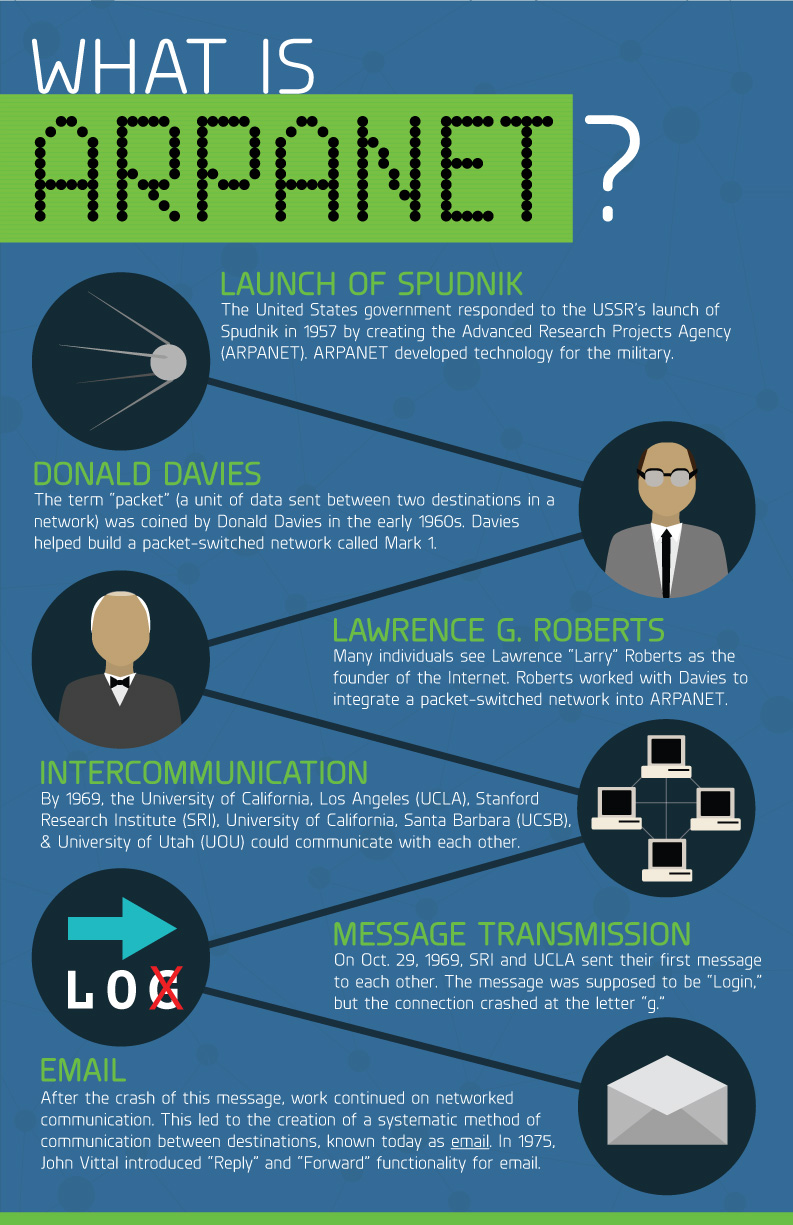 WHAT IS
ARPANET?
LAUNCH OF SPUDNIK
The United States government responded to the USSR's launch of
Spudnik in 1957 by creating the Advanced Research Projects Agency
(ARPANET). ARPANET developed technology for the military.
DONALD DAVIES
The term "packet" (a unit of data sent between two destinations in a
network) was coined by Donald Davies in the early 1960s. Davies
helped build a packet-switched network called Mark 1.
LAWRENCE G. ROBERTS
Many individuals see Lawrence "Larry" Roberts as the
founder of the Internet. Roberts worked with Davies to
integrate a packet-switched network into ARPANET.
INTERCOMMUNICATION
By 1969, the University of California, Los Angeles (UCLA), Stanford
Research Institute (SRI), University of California, Santa Barbara (UCSB),
& University of Utah (UOU) could communicate with each other.
LOG
MESSAGE TRANSMISSION
On Oct. 29, 1969, SRI and UCLA sent their first message
to each other. The message was supposed to be "Login,"
but the connection crashed at the letter "g."
EMAIL
After the crash of this message, work continued on networked
communication. This led to the creation of a systematic method of
communication between destinations, known today as email. In 1975,
John Vittal introduced "Reply" and "Forward" functionality for email.